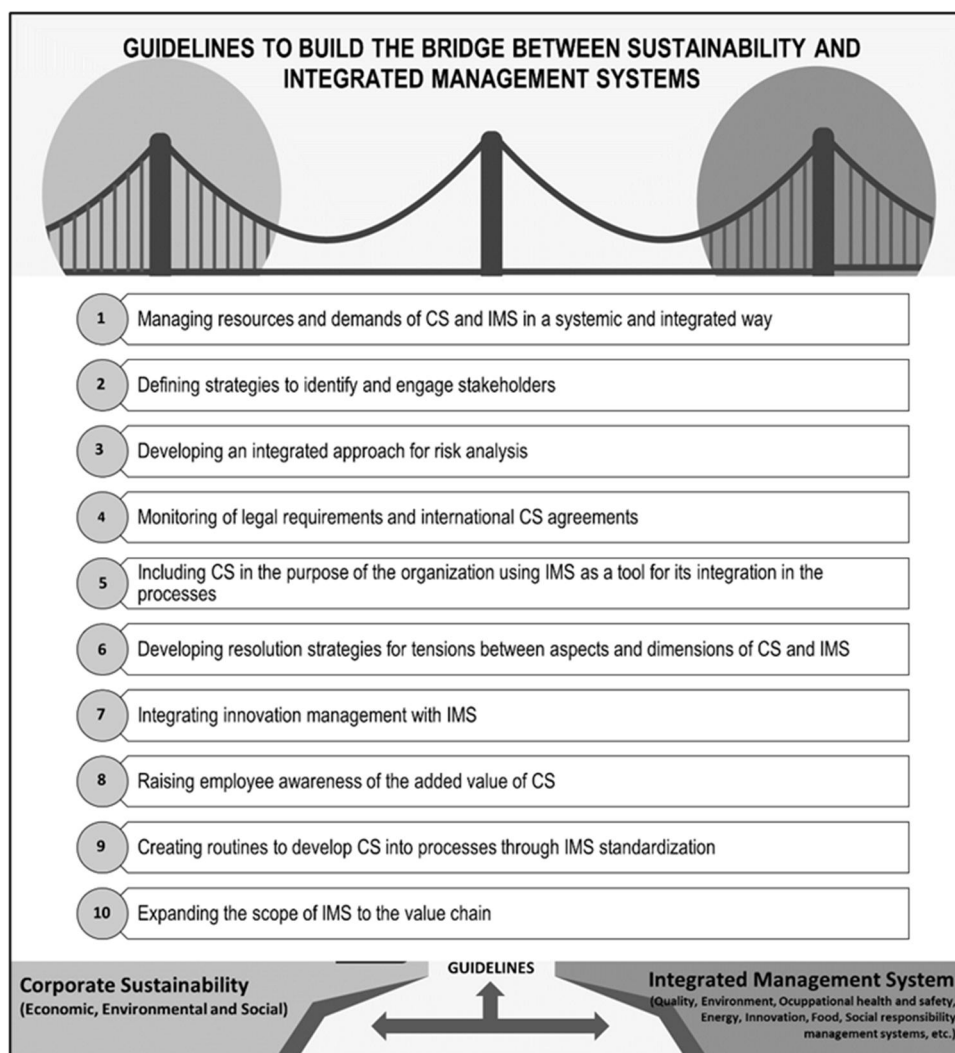 GUIDELINES TO BUILD THE BRIDGE BETWEEN SUSTAINABILITY AND
INTEGRATED MANAGEMENT SYSTEMS
1 Managing resources and demands of CS and IMS in a systemic and integrated way
2 Defining strategies to identify and engage stakeholders
3 Developing an integrated approach for risk analysis
4 Monitoring of legal requirements and international CS agreements
5 Including CS in the purpose of the organization using IMS as a tool for its integration in the
processes
6 Developing resolution strategies for tensions between aspects and dimensions of CS and IMS
7 Integrating innovation management with IMS
8 Raising employee awareness of the added value of CS
9 Creating routines to develop CS into processes through IMS standardization
10 Expanding the scope of IMS to the value chain
Corporate Sustainability
(Economic, Environmental and Social)
GUIDELINES
Integrated Management System
(Quality, Environment, Ocuppational health and safety,
Energy, Innovation, Food, Social responsibility
management systems, etc.)